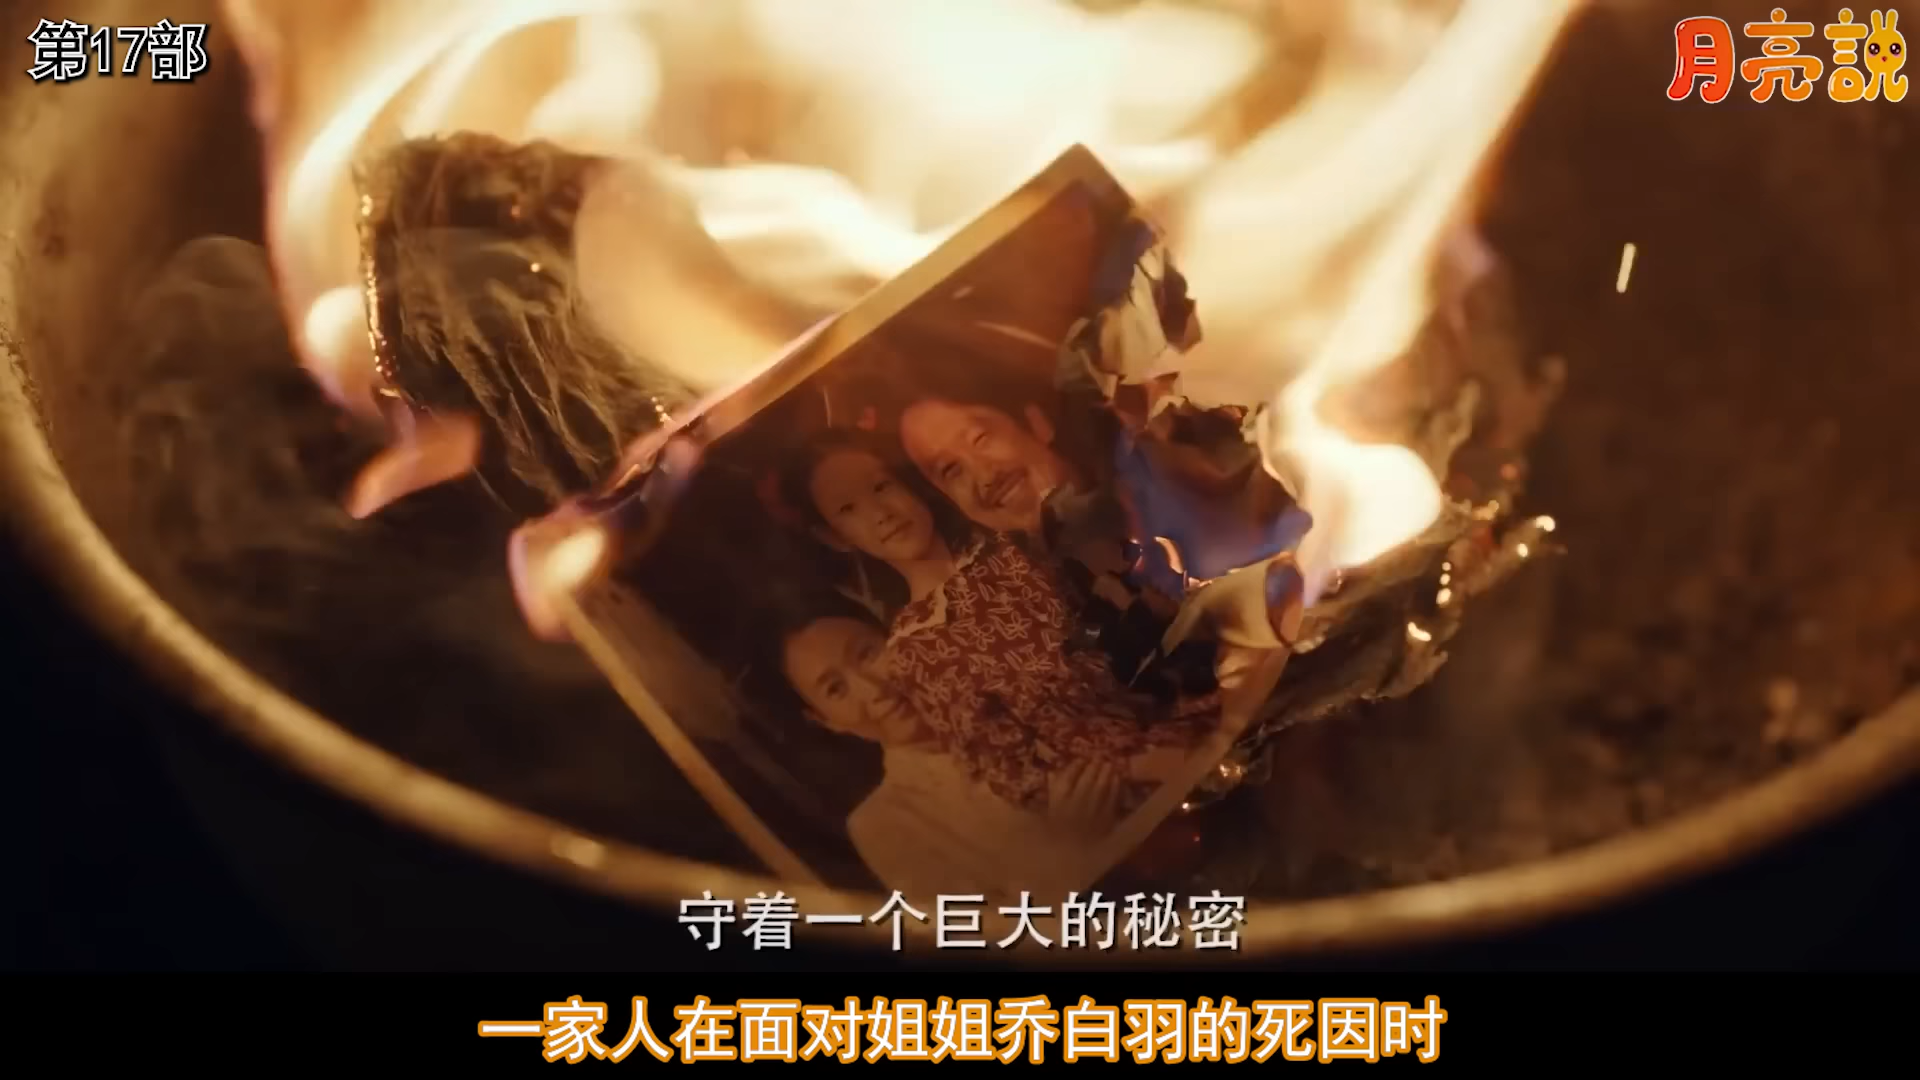 第17部
月亮説
守着一个巨大的秘密
一家人在面对姐姐乔白羽的死因时